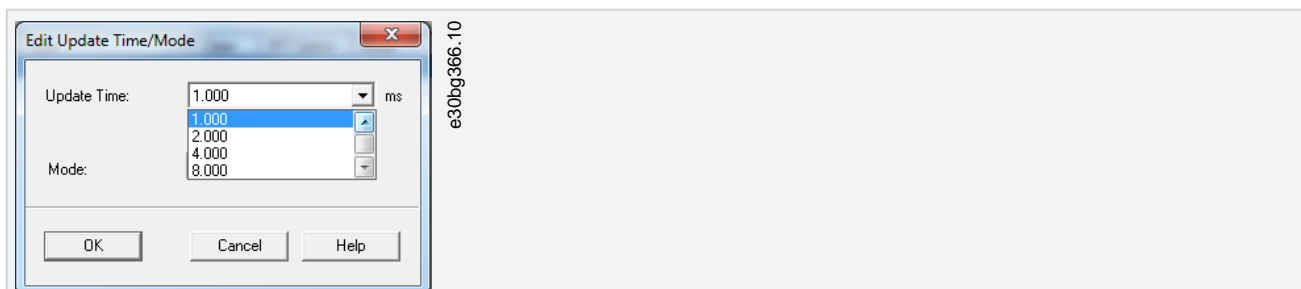 Edit Update Time/Mode
Update Time: 1.000 ms
1.000
2.000
4.000
Mode: 8.000
OK Cancel Help
e30bg366.10